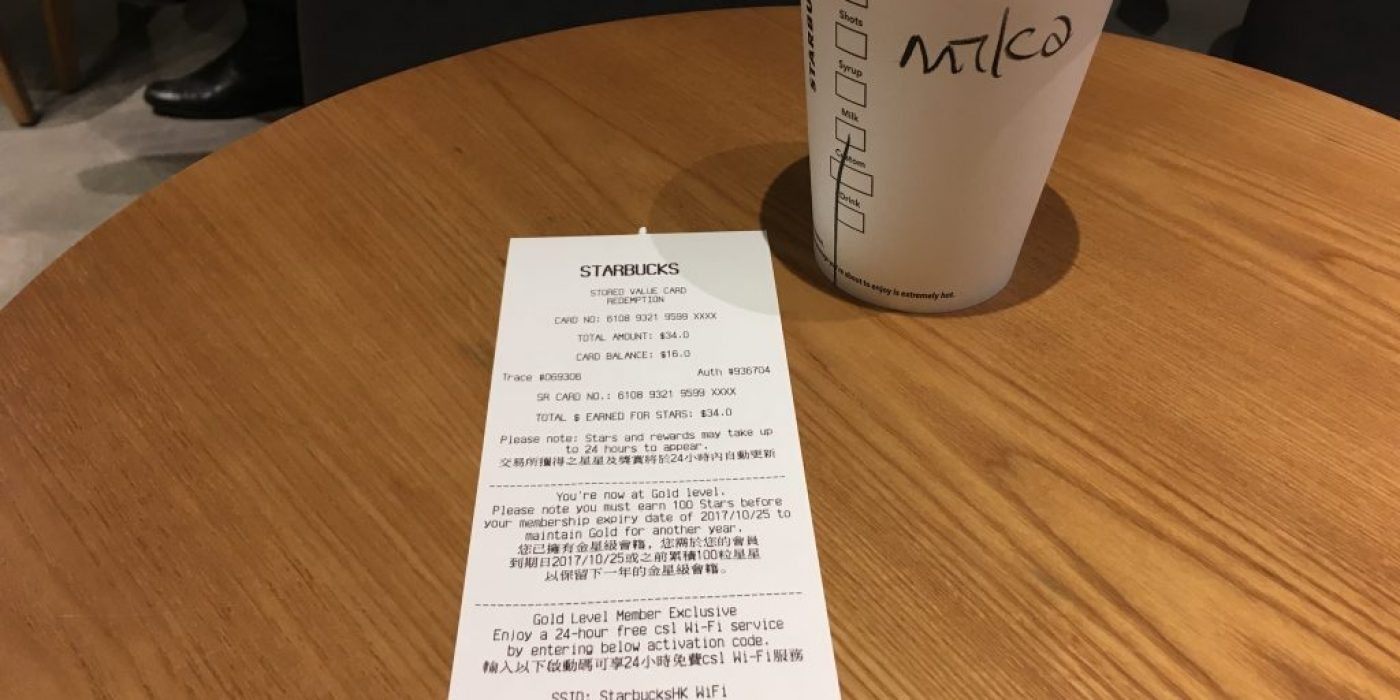 STARBUCKS
STORED VALUE CARD
REDEMPTION
CARD NO: 6108 9321 9599 XXXX
TOTAL AMOUNT: $34.0
CARD BALANCE: $16.0
Trace #069306 Auth #936704
SR CARD NO.: 6108 9321 9599 XXXX
TOTAL $ EARNED FOR STARS: $34.0
Please note: Stars and rewards may take up
to 24 hours to appear.
交易所獲得之星星及獎賞將於24小時內自動更新
You're now at Gold level.
Please note you must earn 100 Stars before
your membership expiry date of 2017/10/25 to
maintain Gold for another year.
您已擁有金星級會籍, 您需於您的會員
到期日2017/10/25或之前累積100粒星星
以保留下一年的金星級會籍。
Gold Level Member Exclusive
Enjoy a 24-hour free csl Wi-Fi service
by entering below activation code.
輸入以下啟動碼可享24小時免費csl Wi-Fi服務
SSID: StarbucksHK WiFi
Shots
Syrup
Milk
Custom
Drink
Milka
about to enjoy is extremely hot.